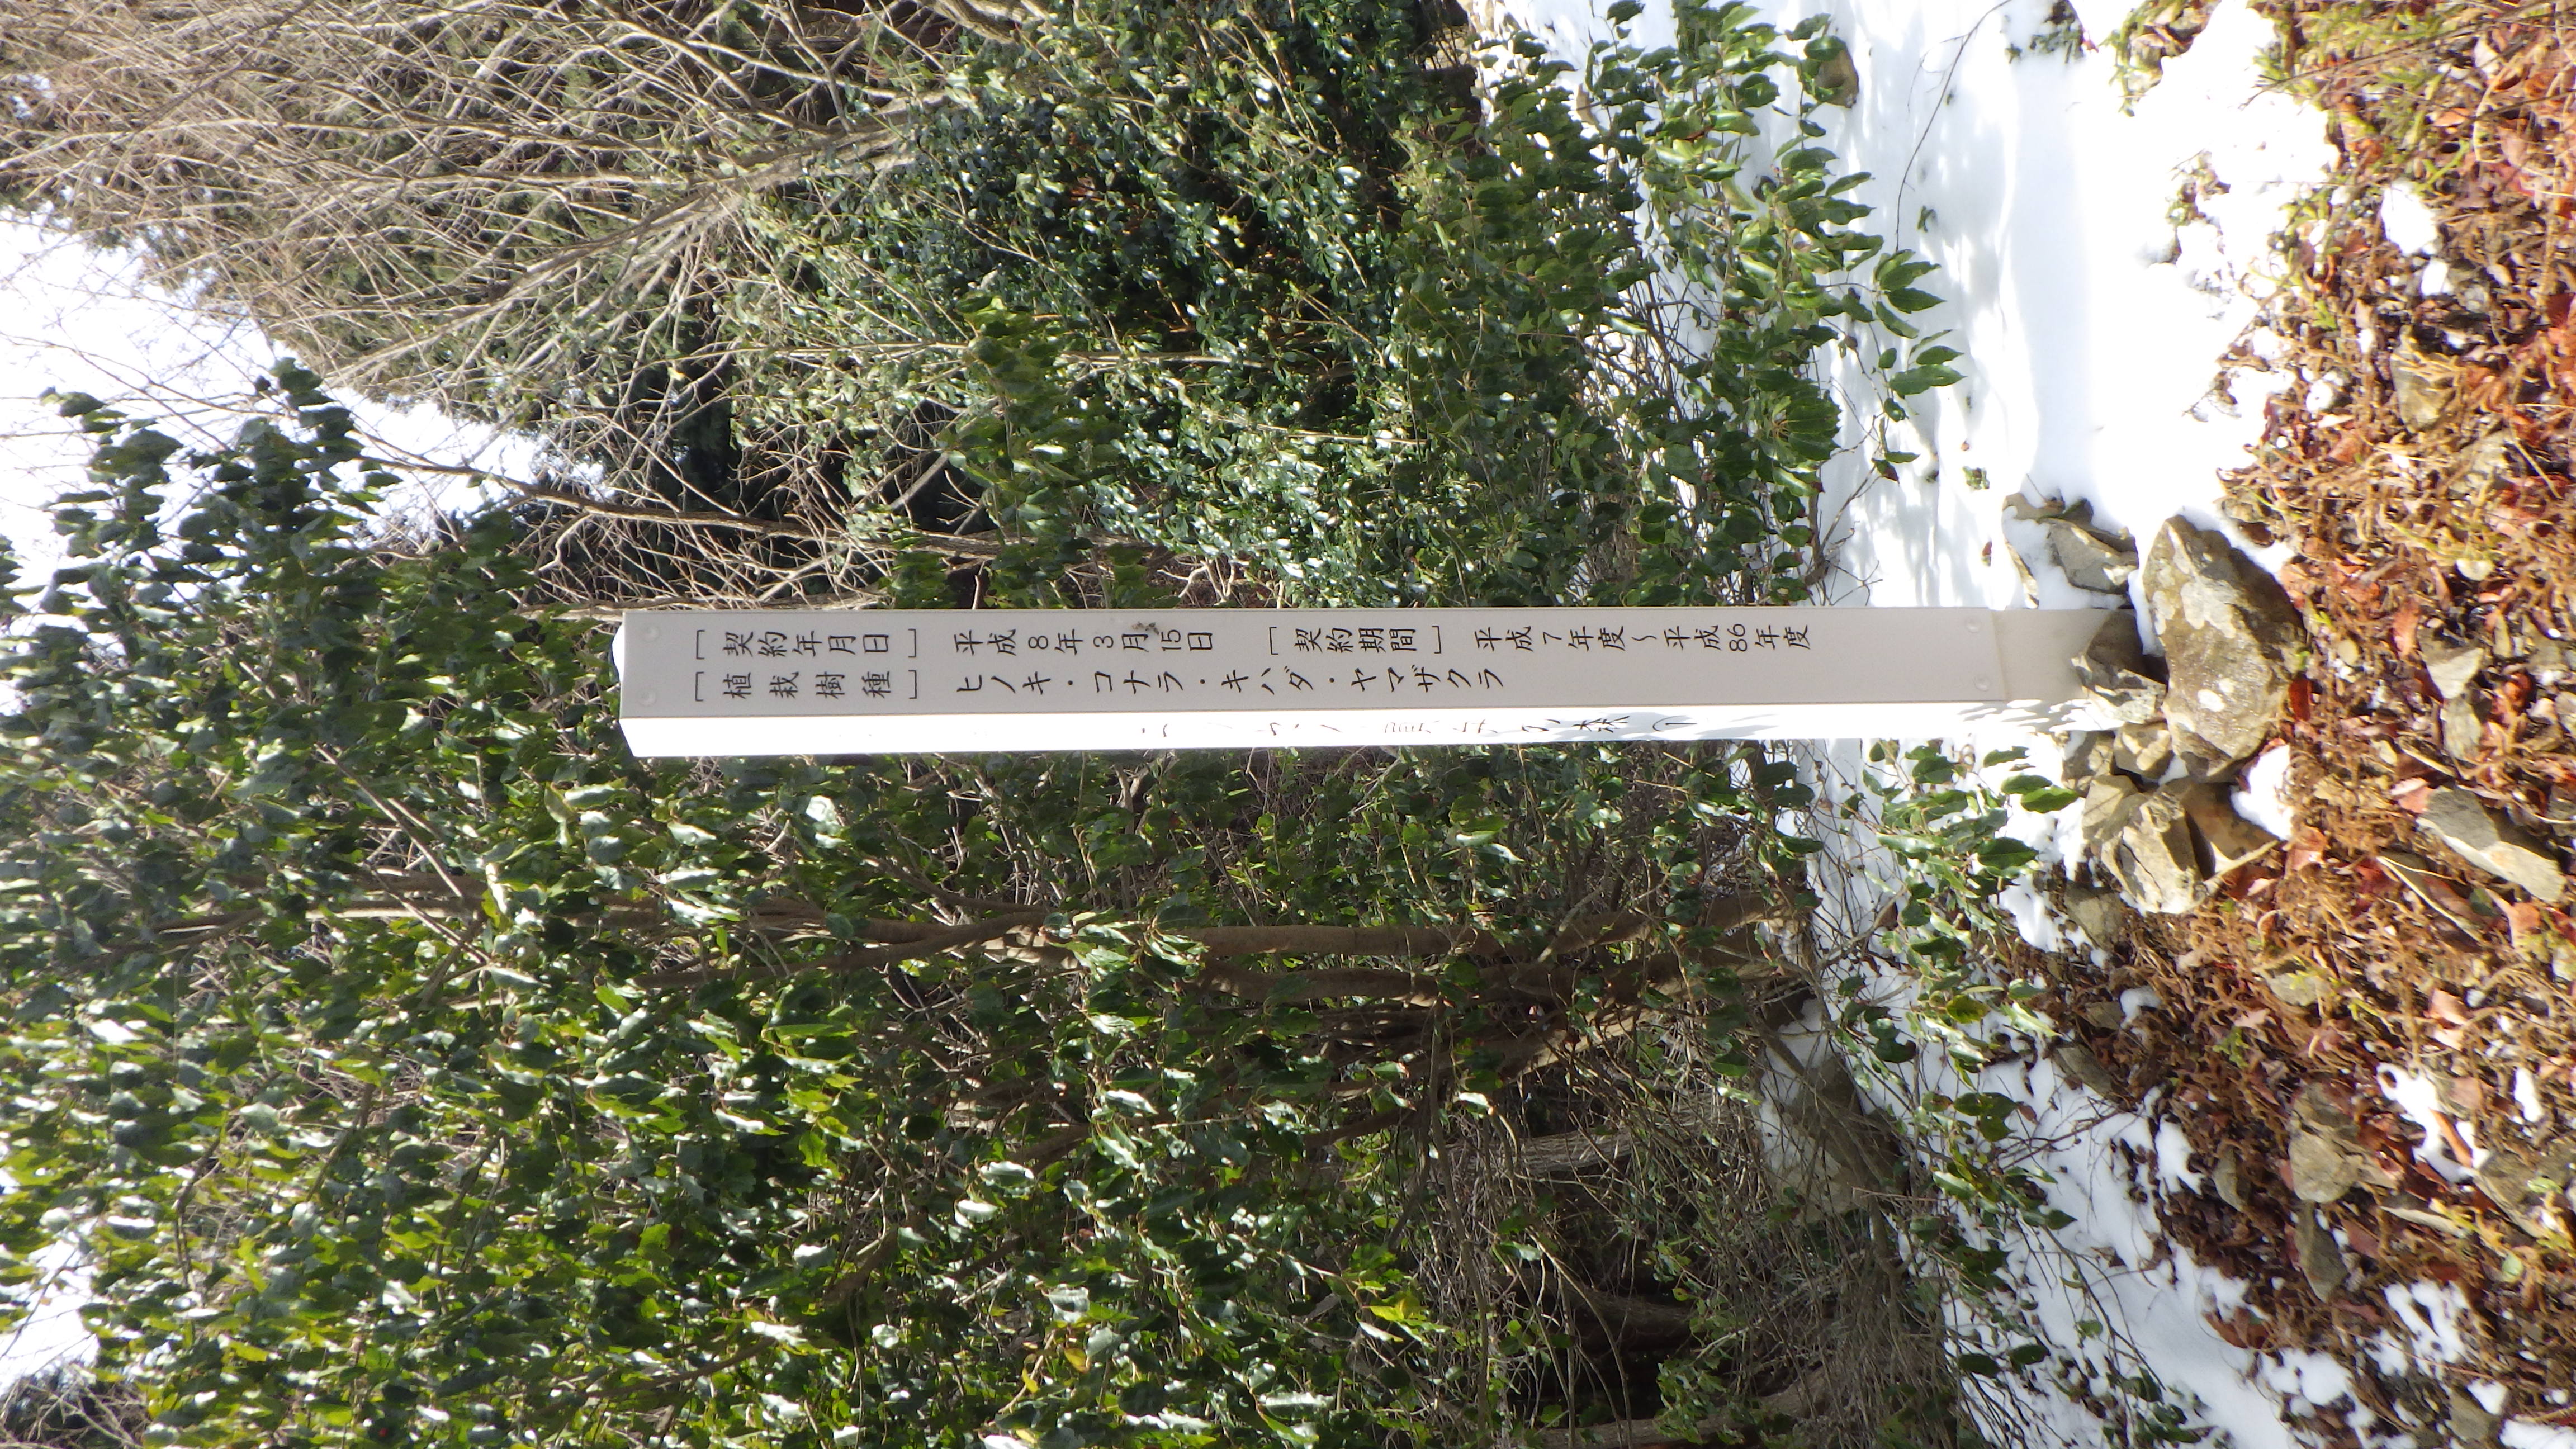 [契約年月日] 平成8年3月15日 [契約期間] 平成7年度~平成86年度
[植栽樹種] ヒノキ・コナラ・キハダ・ヤマザクラ